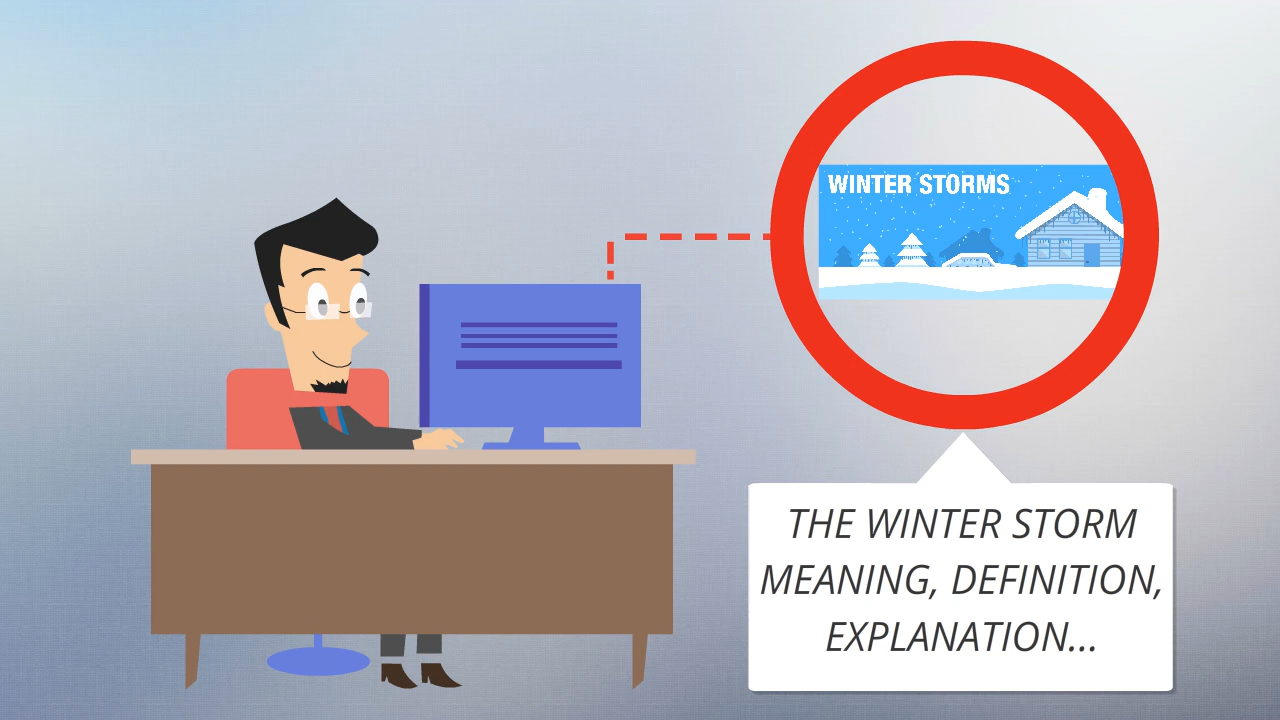 WINTER STORMS
THE WINTER STORM
MEANING, DEFINITION,
EXPLANATION...